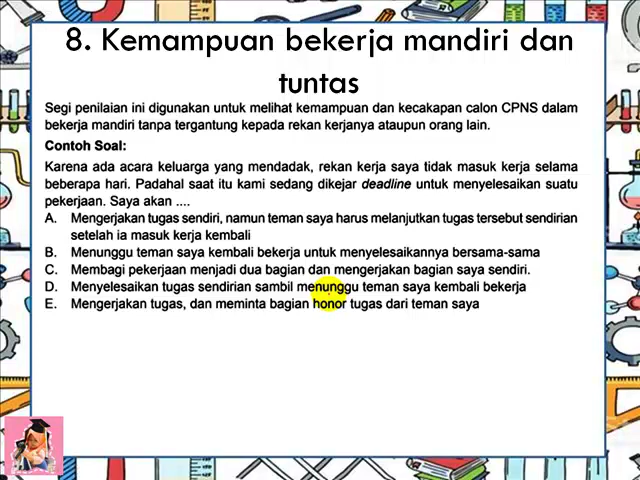 8. Kemampuan bekerja mandiri dan
tuntas
Segi penilaian ini digunakan untuk melihat kemampuan dan kecakapan calon CPNS dalam
bekerja mandiri tanpa tergantung kepada rekan kerjanya ataupun orang lain.
Contoh Soal:
Karena ada acara keluarga yang mendadak, rekan kerja saya tidak masuk kerja selama
beberapa hari. Padahal saat itu kami sedang dikejar deadline untuk menyelesaikan suatu
pekerjaan. Saya akan ....
A. Mengerjakan tugas sendiri, namun teman saya harus melanjutkan tugas tersebut sendirian
setelah ia masuk kerja kembali
B. Menunggu teman saya kembali bekerja untuk menyelesaikannya bersama-sama
C. Membagi pekerjaan menjadi dua bagian dan mengerjakan bagian saya sendiri.
D. Menyelesaikan tugas sendirian sambil menunggu teman saya kembali bekerja
E. Mengerjakan tugas, dan meminta bagian honor tugas dari teman saya